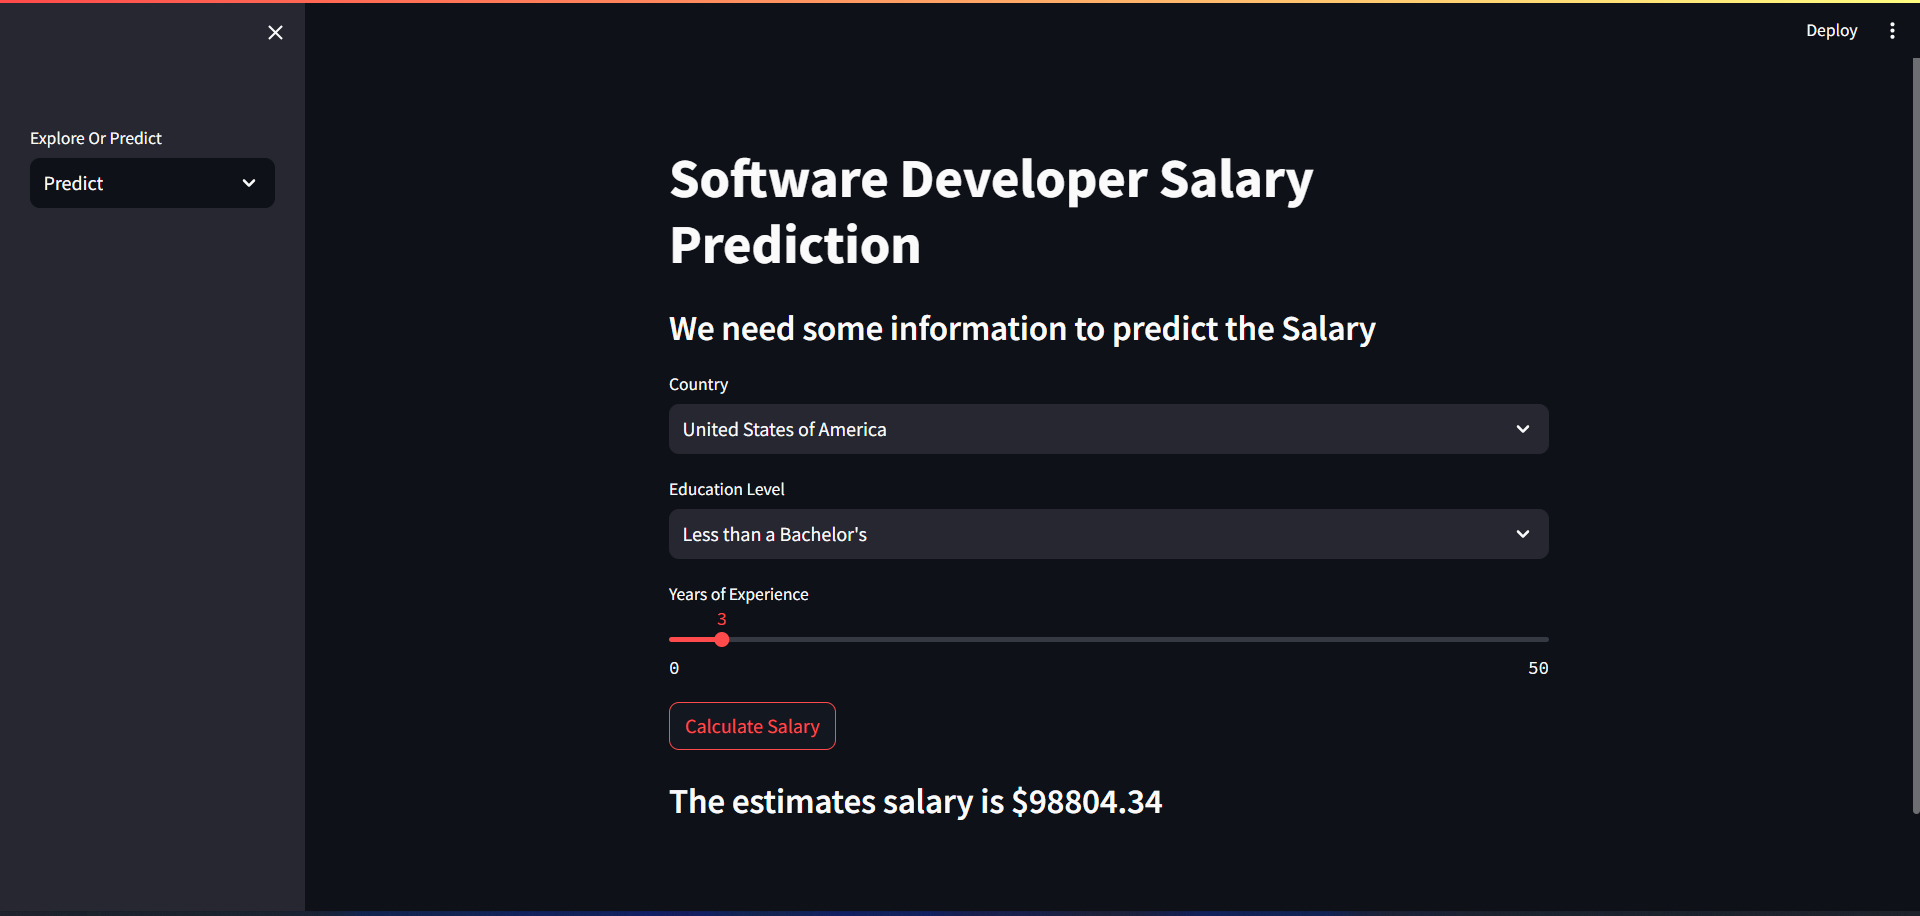 Deploy
Explore Or Predict
Predict
Software Developer Salary
Prediction
We need some information to predict the Salary
Country
United States of America
Education Level
Less than a Bachelor's
Years of Experience
3
0 50
Calculate Salary
The estimates salary is $98804.34